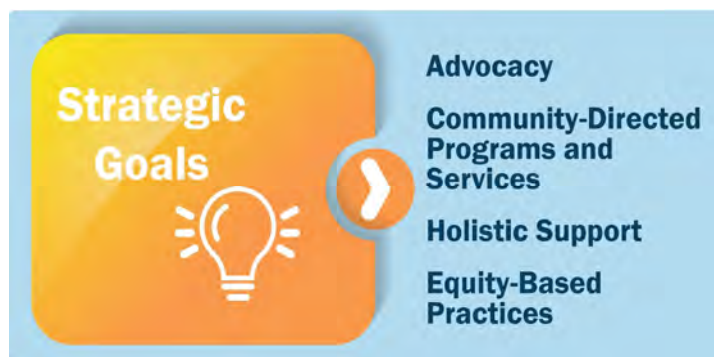 Strategic
Goals
Advocacy
Community-Directed
Programs and
Services
Holistic Support
Equity-Based
Practices